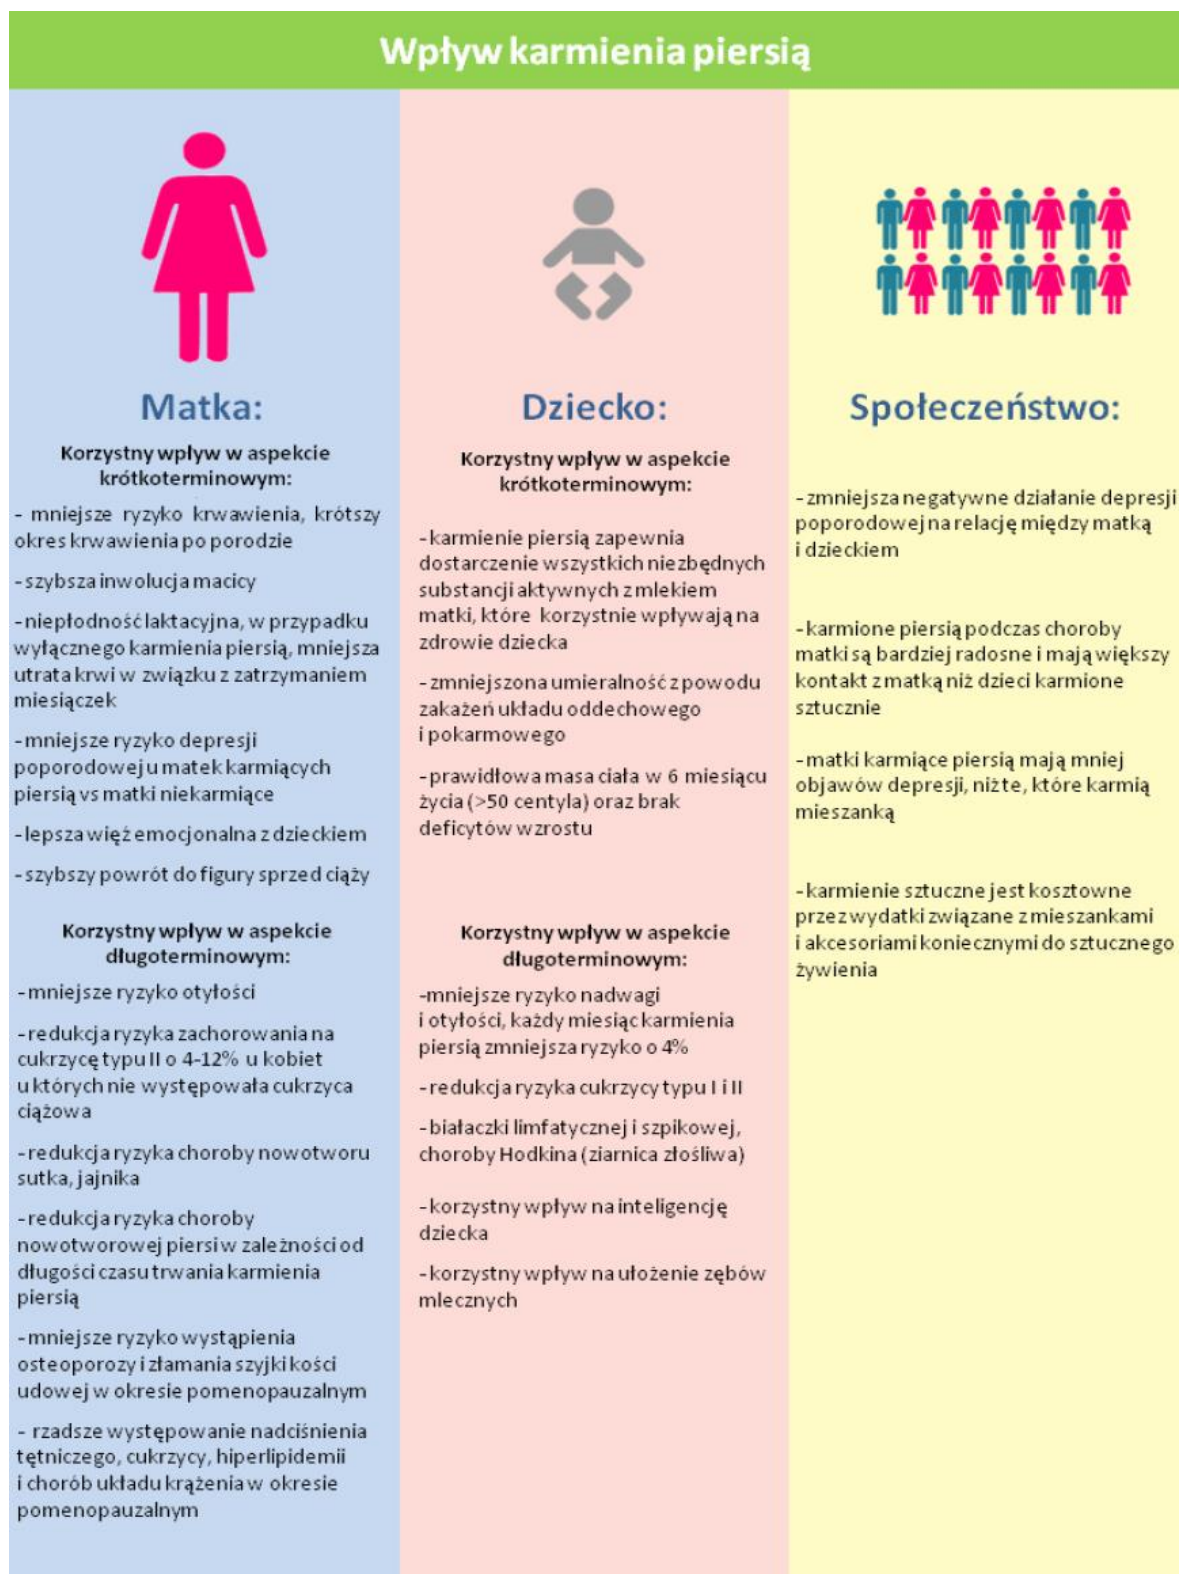 Wpływ karmienia piersią
Matka:
Korzystny wpływ w aspekcie
krótkoterminowym:
- mniejsze ryzyko krwawienia, krótszy
okres krwawienia po porodzie
- szybsza inwolucja macicy
- niepłodność laktacyjna, w przypadku
wyłącznego karmienia piersią, mniejsza
utrata krwi w związku z zatrzymaniem
miesiączek
- mniejsze ryzyko depresji
poporodowej u matek karmiących
piersią vs matki niekarmiące
- lepsza więź emocjonalna z dzieckiem
- szybszy powrót do figury sprzed ciąży
Korzystny wpływ w aspekcie
długoterminowym:
- mniejsze ryzyko otyłości
- redukcja ryzyka zachorowania na
cukrzycę typu II o 4-12% u kobiet
u których nie występowała cukrzyca
ciążowa
- redukcja ryzyka choroby nowotworu
sutka, jajnika
- redukcja ryzyka choroby
nowotworowej piersi w zależności od
długości czasu trwania karmienia
piersią
- mniejsze ryzyko wystąpienia
osteoporozy i złamania szyjki kości
udowej w okresie pomenopauzalnym
- rzadsze występowanie nadciśnienia
tętniczego, cukrzycy, hiperlipidemii
i chorób układu krążenia w okresie
pomenopauzalnym
Dziecko:
Korzystny wpływ w aspekcie
krótkoterminowym:
- karmienie piersią zapewnia
dostarczenie wszystkich niezbędnych
substancji aktywnych z mlekiem
matki, które korzystnie wpływają na
zdrowie dziecka
- zmniejszona umieralność z powodu
zakażeń układu oddechowego
i pokarmowego
- prawidłowa masa ciała w 6 miesiącu
życia (>50 centyla) oraz brak
deficytów wzrostu
Korzystny wpływ w aspekcie
długoterminowym:
-mniejsze ryzyko nadwagi
i otyłości, każdy miesiąc karmienia
piersią zmniejsza ryzyko o 4%
- redukcja ryzyka cukrzycy typu I i II
- białaczki limfatycznej i szpikowej,
choroby Hodkina (ziarnica złośliwa)
- korzystny wpływ na inteligencję
dziecka
- korzystny wpływ na ułożenie zębów
mlecznych
Społeczeństwo:
- zmniejsza negatywne działanie depresji
poporodowej na relację między matką
i dzieckiem
- karmione piersią podczas choroby
matki są bardziej radosne i mają większy
kontakt z matką niż dzieci karmione
sztucznie
- matki karmiące piersią mają mniej
objawów depresji, niż te, które karmią
mieszanką
- karmienie sztuczne jest kosztowne
przez wydatki związane z mieszankami
i akcesoriami koniecznymi do sztucznego
żywienia